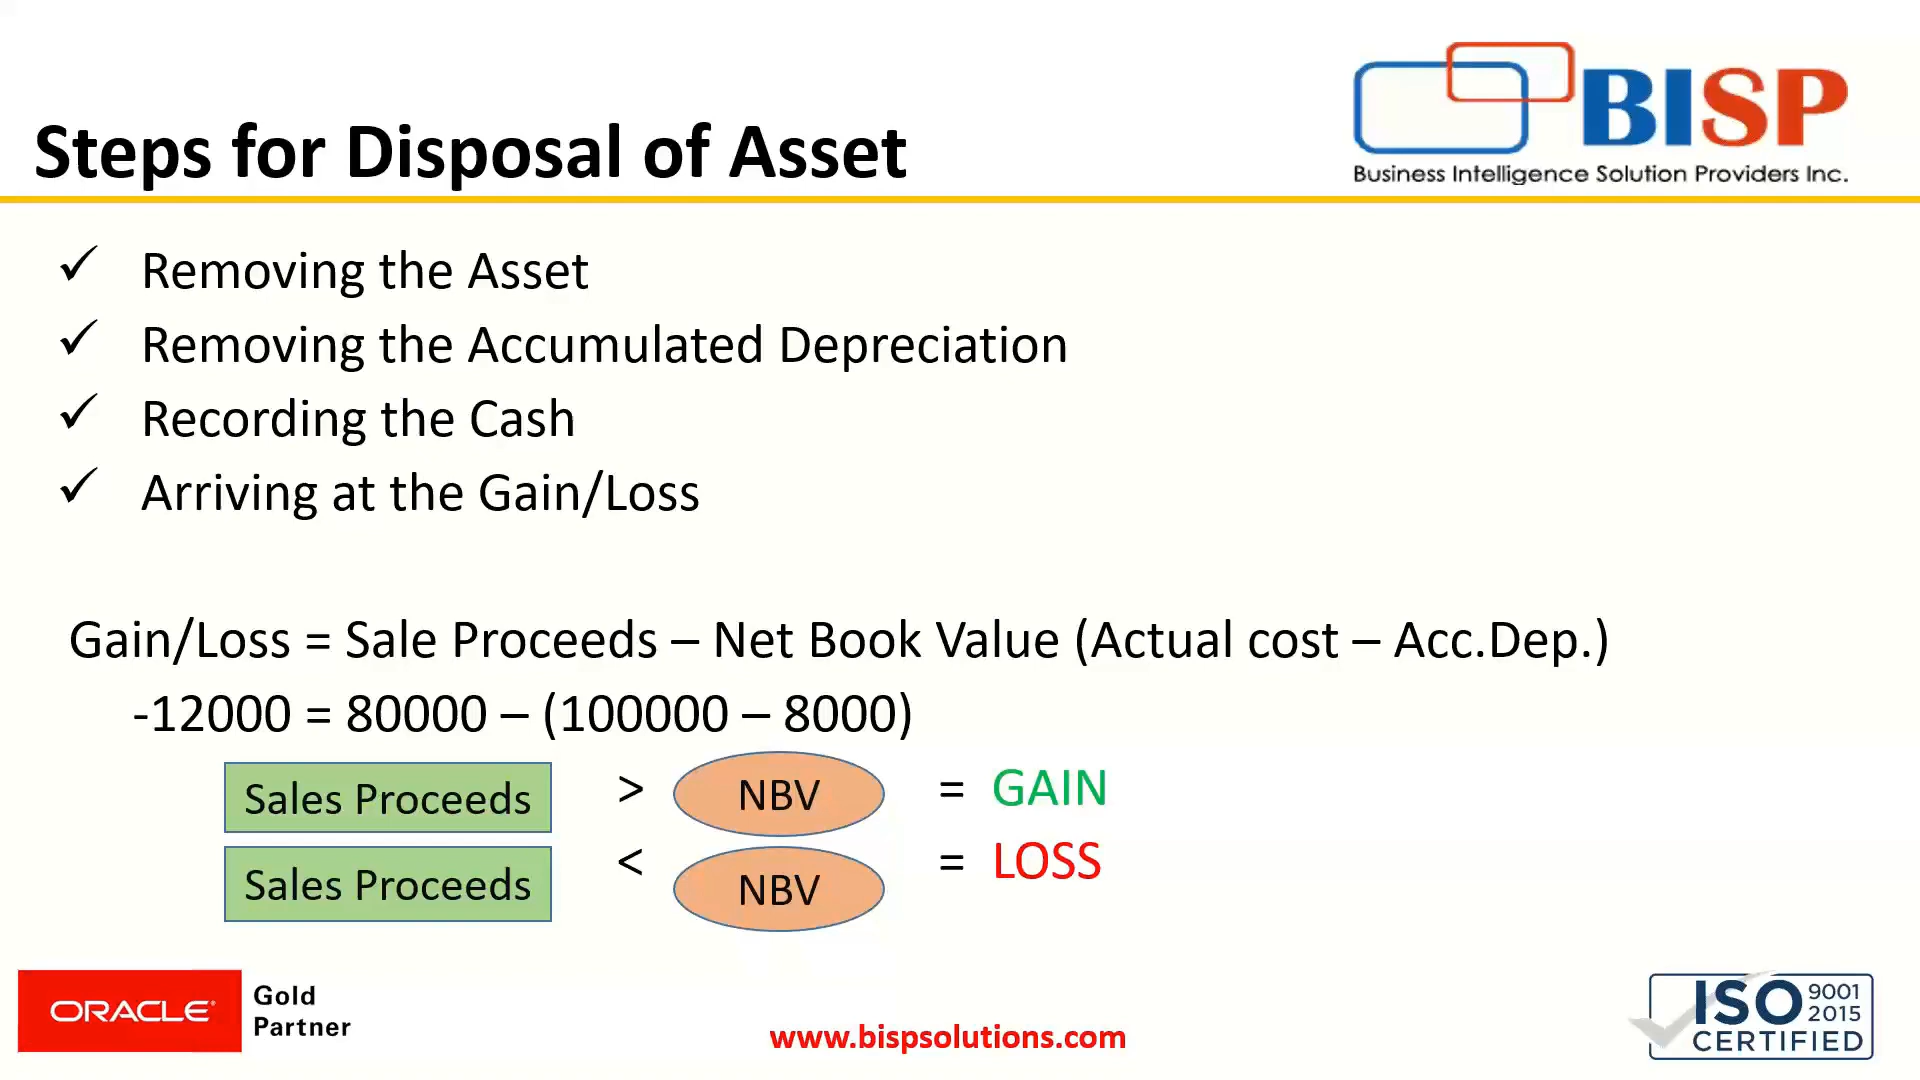 BISP
Business Intelligence Solution Providers Inc.
Steps for Disposal of Asset
✓ Removing the Asset
✓ Removing the Accumulated Depreciation
✓ Recording the Cash
✓ Arriving at the Gain/Loss
Gain/Loss = Sale Proceeds – Net Book Value (Actual cost – Acc.Dep.)
-12000 = 80000 – (100000 – 8000)
Sales Proceeds > NBV = GAIN
Sales Proceeds < NBV = LOSS
ORACLE® Gold Partner
www.bispsolutions.com
ISO 9001 2015
CERTIFIED